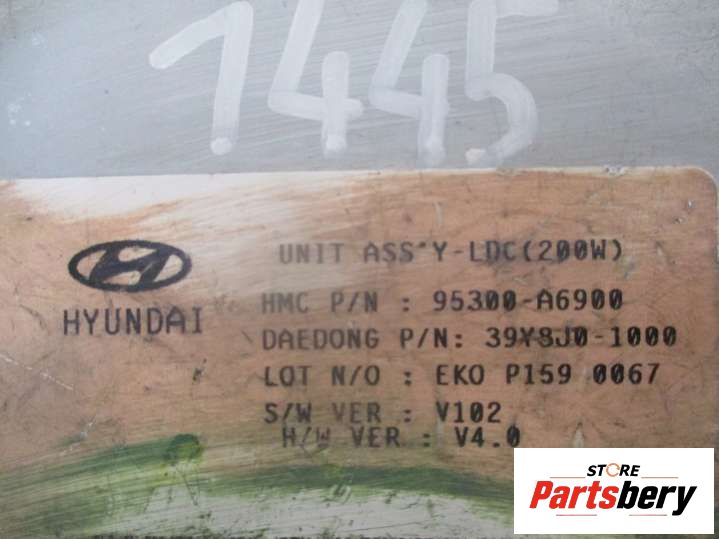 1445
HYUNDAI
UNIT ASS'Y-LDC(200W)
HMC P/N : 95300-A6900
DAEDONG P/N: 39Y8J0-1000
LOT N/O : EKO P159 0067
S/W VER : V102
H/W VER : V4.0
STORE
Partsbery